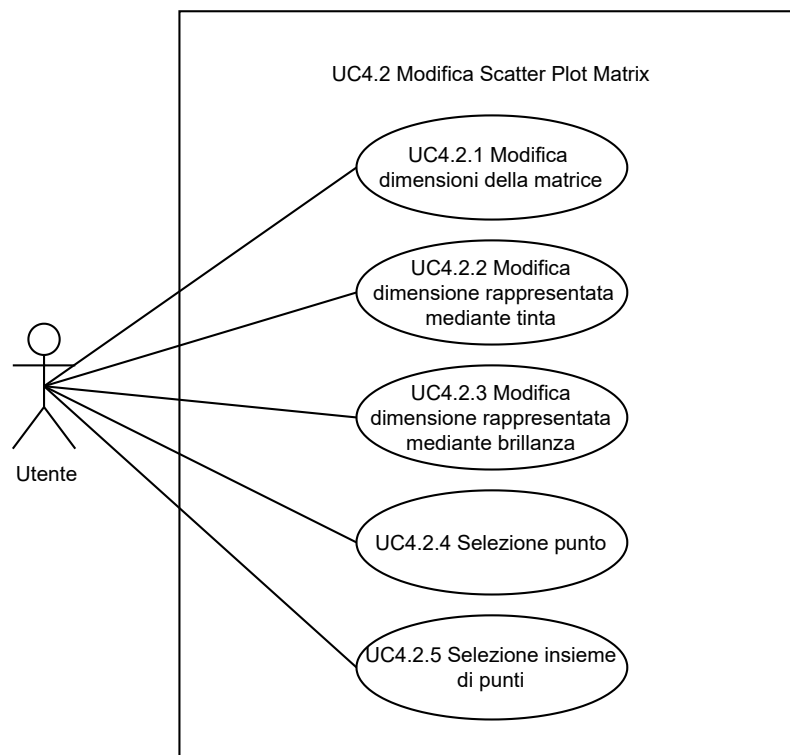 UC4.2 Modifica Scatter Plot Matrix
UC4.2.1 Modifica
dimensioni della matrice
UC4.2.2 Modifica
dimensione rappresentata
mediante tinta
UC4.2.3 Modifica
dimensione rappresentata
mediante brillanza
Utente
UC4.2.4 Selezione punto
UC4.2.5 Selezione insieme
di punti